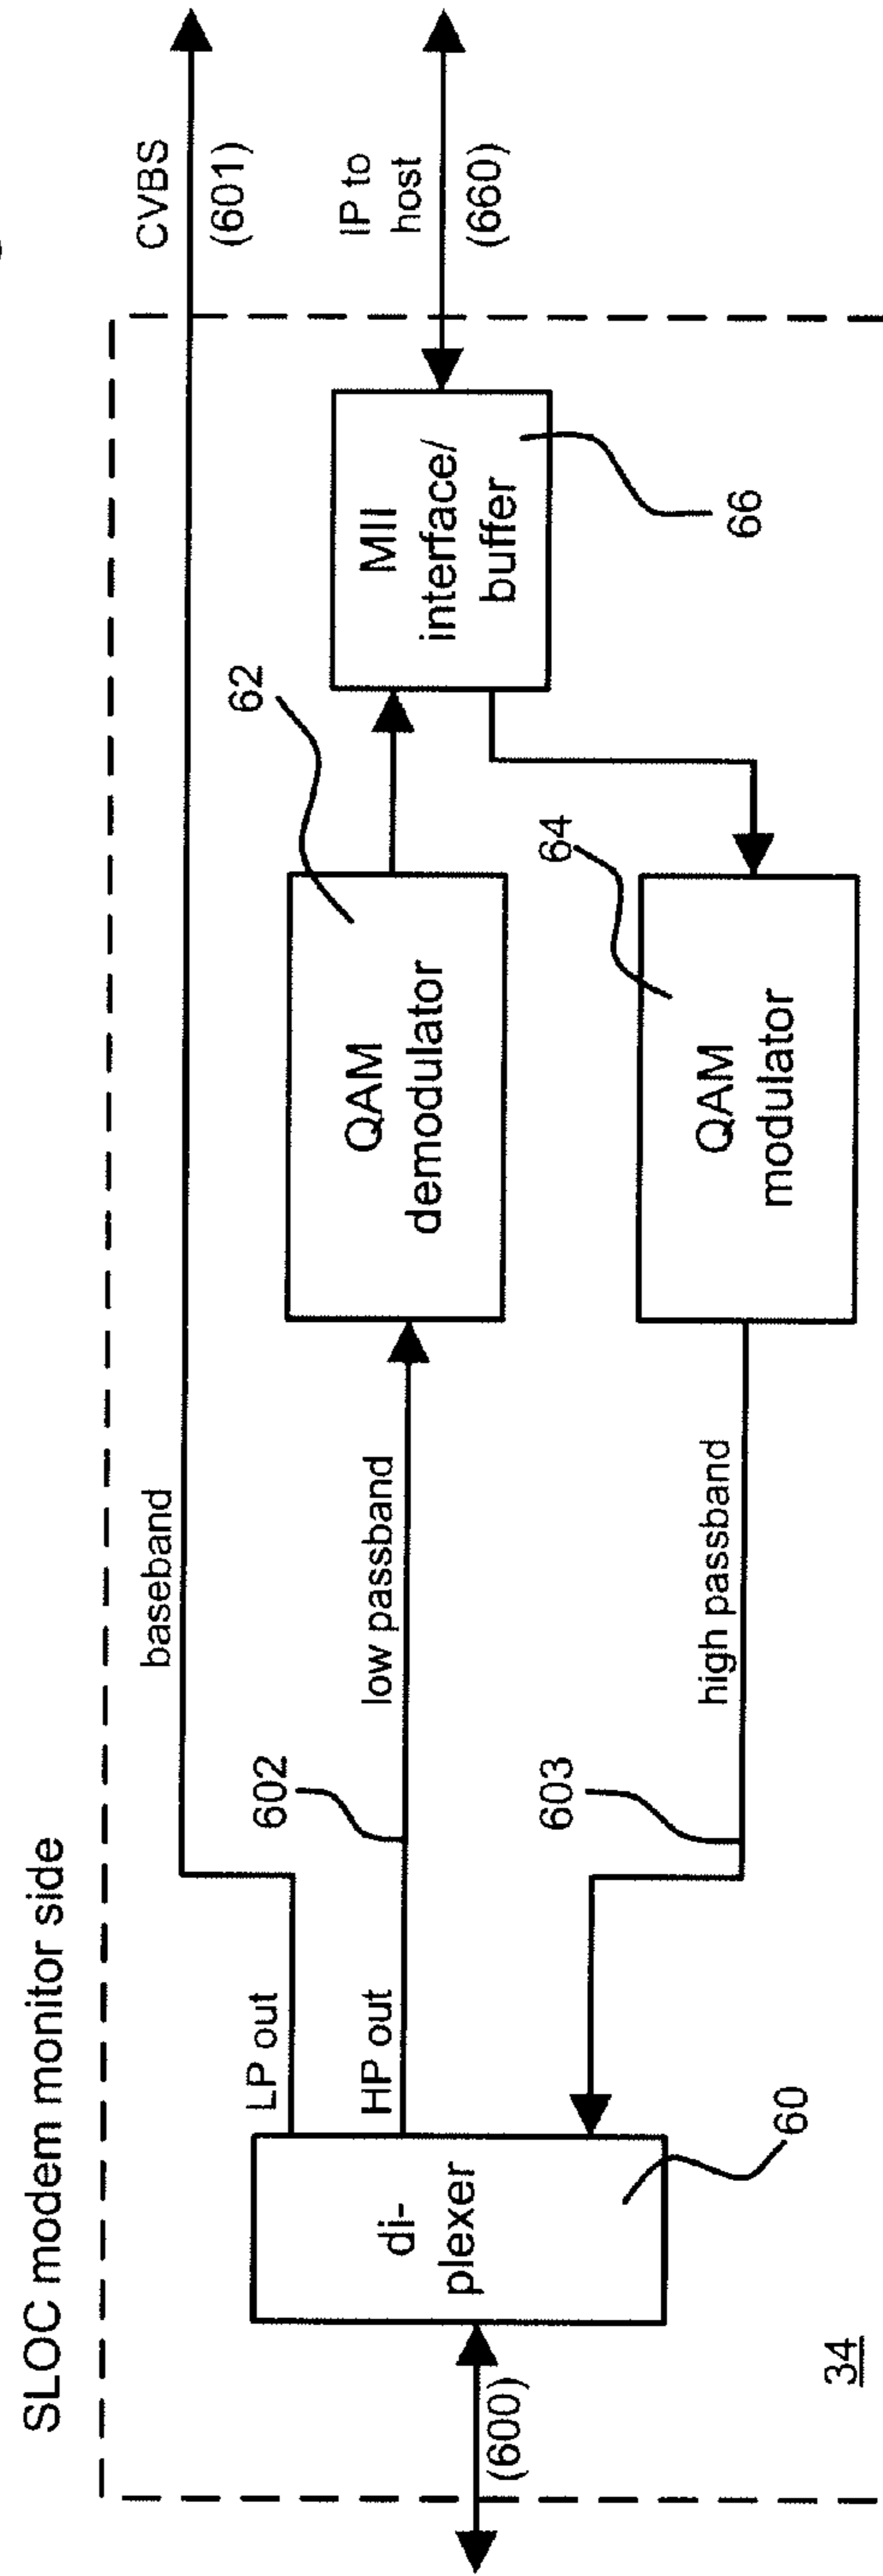 SLOC modem monitor side
CVBS
(601)
IP to
host
(660)
baseband
LP out
HP out
602
low passband
62
QAM
demodulator
MII
interface/
buffer
66
di-
plexer
60
(600)
603
high passband
64
QAM
modulator
34